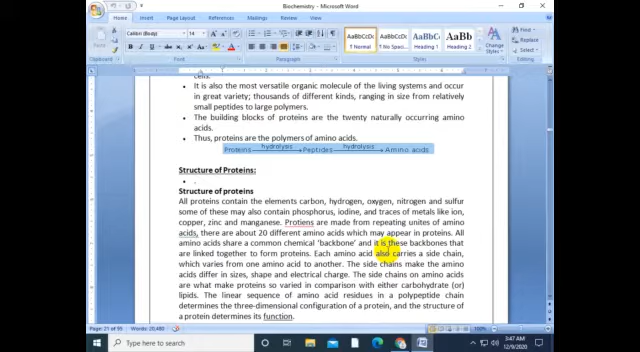 Biochemistry - Microsoft Word
Home Insert Page Layout References Mailings Review View
Paste
Calibri (Body) 14
AaBbCcDc AaBbCcDc AaBbC AaBbCc
¶ Normal ¶ No Spac... Heading 1 Heading 2
Change Styles
Find
Replace
Select
Clipboard Font Paragraph Styles Editing
cells.
• It is also the most versatile organic molecule of the living systems and occur
in great variety; thousands of different kinds, ranging in size from relatively
small peptides to large polymers.
• The building blocks of proteins are the twenty naturally occurring amino
acids.
• Thus, proteins are the polymers of amino acids.
hydrolysis hydrolysis
Proteins Peptides Amino acids
Structure of Proteins:
• .
Structure of proteins
All proteins contain the elements carbon, hydrogen, oxygen, nitrogen and sulfur
some of these may also contain phosphorus, iodine, and traces of metals like ion,
copper, zinc and manganese. Protiens are made from repeating unites of amino
acids, there are about 20 different amino acids which may appear in proteins. All
amino acids share a common chemical 'backbone' and it is these backbones that
are linked together to form proteins. Each amino acid also carries a side chain,
which varies from one amino acid to another. The side chains make the amino
acids differ in sizes, shape and electrical charge. The side chains on amino acids
are what make proteins so varied in comparison with either carbohydrate (or)
lipids. The linear sequence of amino acid residues in a polypeptide chain
determines the three-dimensional configuration of a protein, and the structure of
a protein determines its function.
Page: 21 of 95 Words: 20,480 100%
Type here to search
3:47 AM
12/9/2020